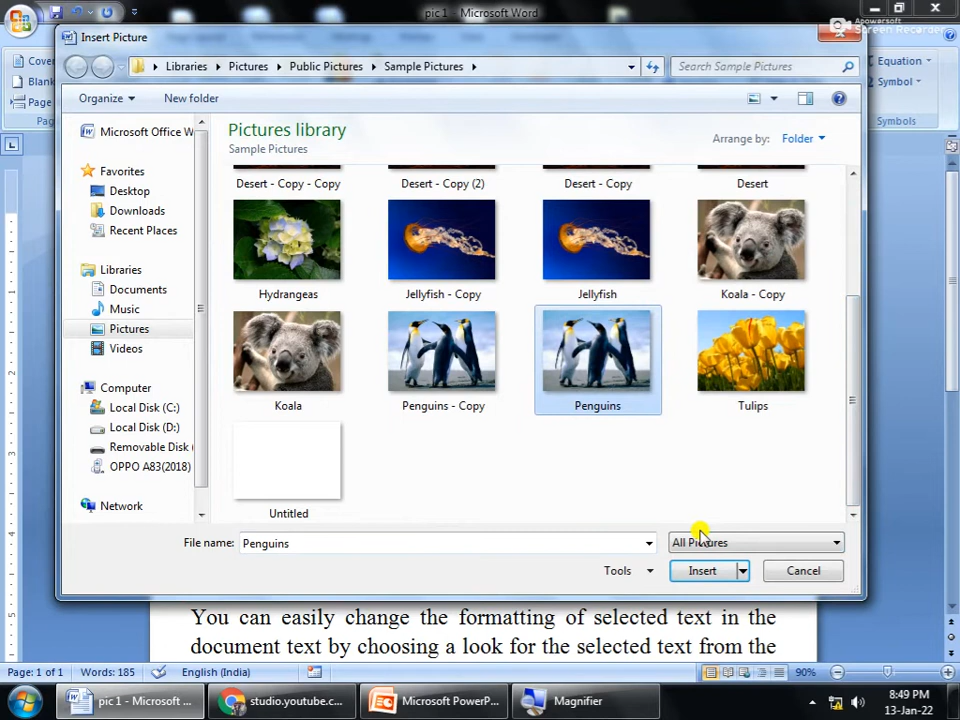 pic 1 - Microsoft Word
Apowersoft
Screen Recorder
Insert Picture
Libraries Pictures Public Pictures Sample Pictures
Search Sample Pictures
Organize New folder
Pictures library
Sample Pictures
Arrange by: Folder
Microsoft Office W
Favorites
Desktop
Downloads
Recent Places
Libraries
Documents
Music
Pictures
Videos
Computer
Local Disk (C:)
Local Disk (D:)
Removable Disk
OPPO A83(2018)
Network
Desert - Copy - Copy
Desert - Copy (2)
Desert - Copy
Desert
Hydrangeas
Jellyfish - Copy
Jellyfish
Koala - Copy
Koala
Penguins - Copy
Penguins
Tulips
Untitled
File name: Penguins
All Pictures
Tools Insert Cancel
Cover
Blank
Page
Equation
Symbol
Symbols
You can easily change the formatting of selected text in the
document text by choosing a look for the selected text from the
Page: 1 of 1 Words: 185 English (India) 90%
pic 1 - Microsoft ...
studio.youtube.c...
Microsoft PowerP...
Magnifier
8:49 PM
13-Jan-22